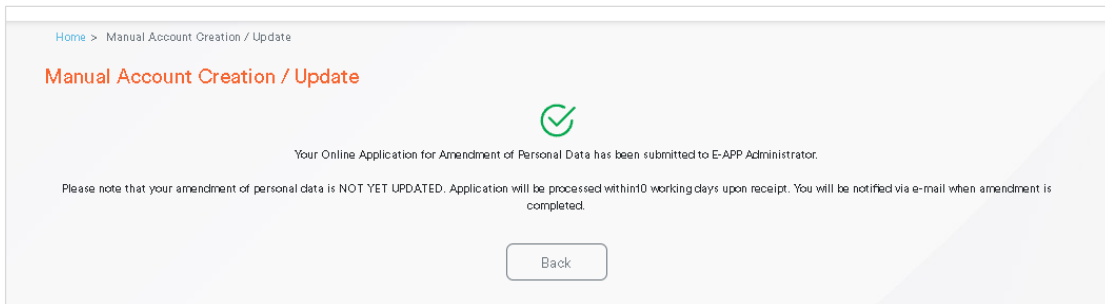 Home > Manual Account Creation / Update
Manual Account Creation / Update
Your Online Application for Amendment of Personal Data has been submitted to E-APP Administrator.
Please note that your amendment of personal data is NOT YET UPDATED. Application will be processed within10 working days upon receipt. You will be notified via e-mail when amendment is
completed.
Back